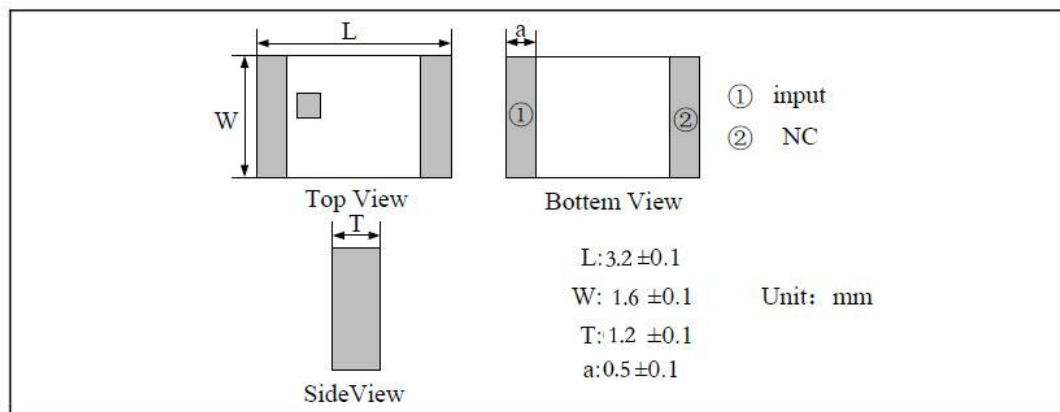 L
a
W
① input
② NC
①
②
Top View
Bottem View
T
SideView
L:3.2 ±0.1
W: 1.6 ±0.1
Unit: mm
T: 1.2 ±0.1
a:0.5 ±0.1